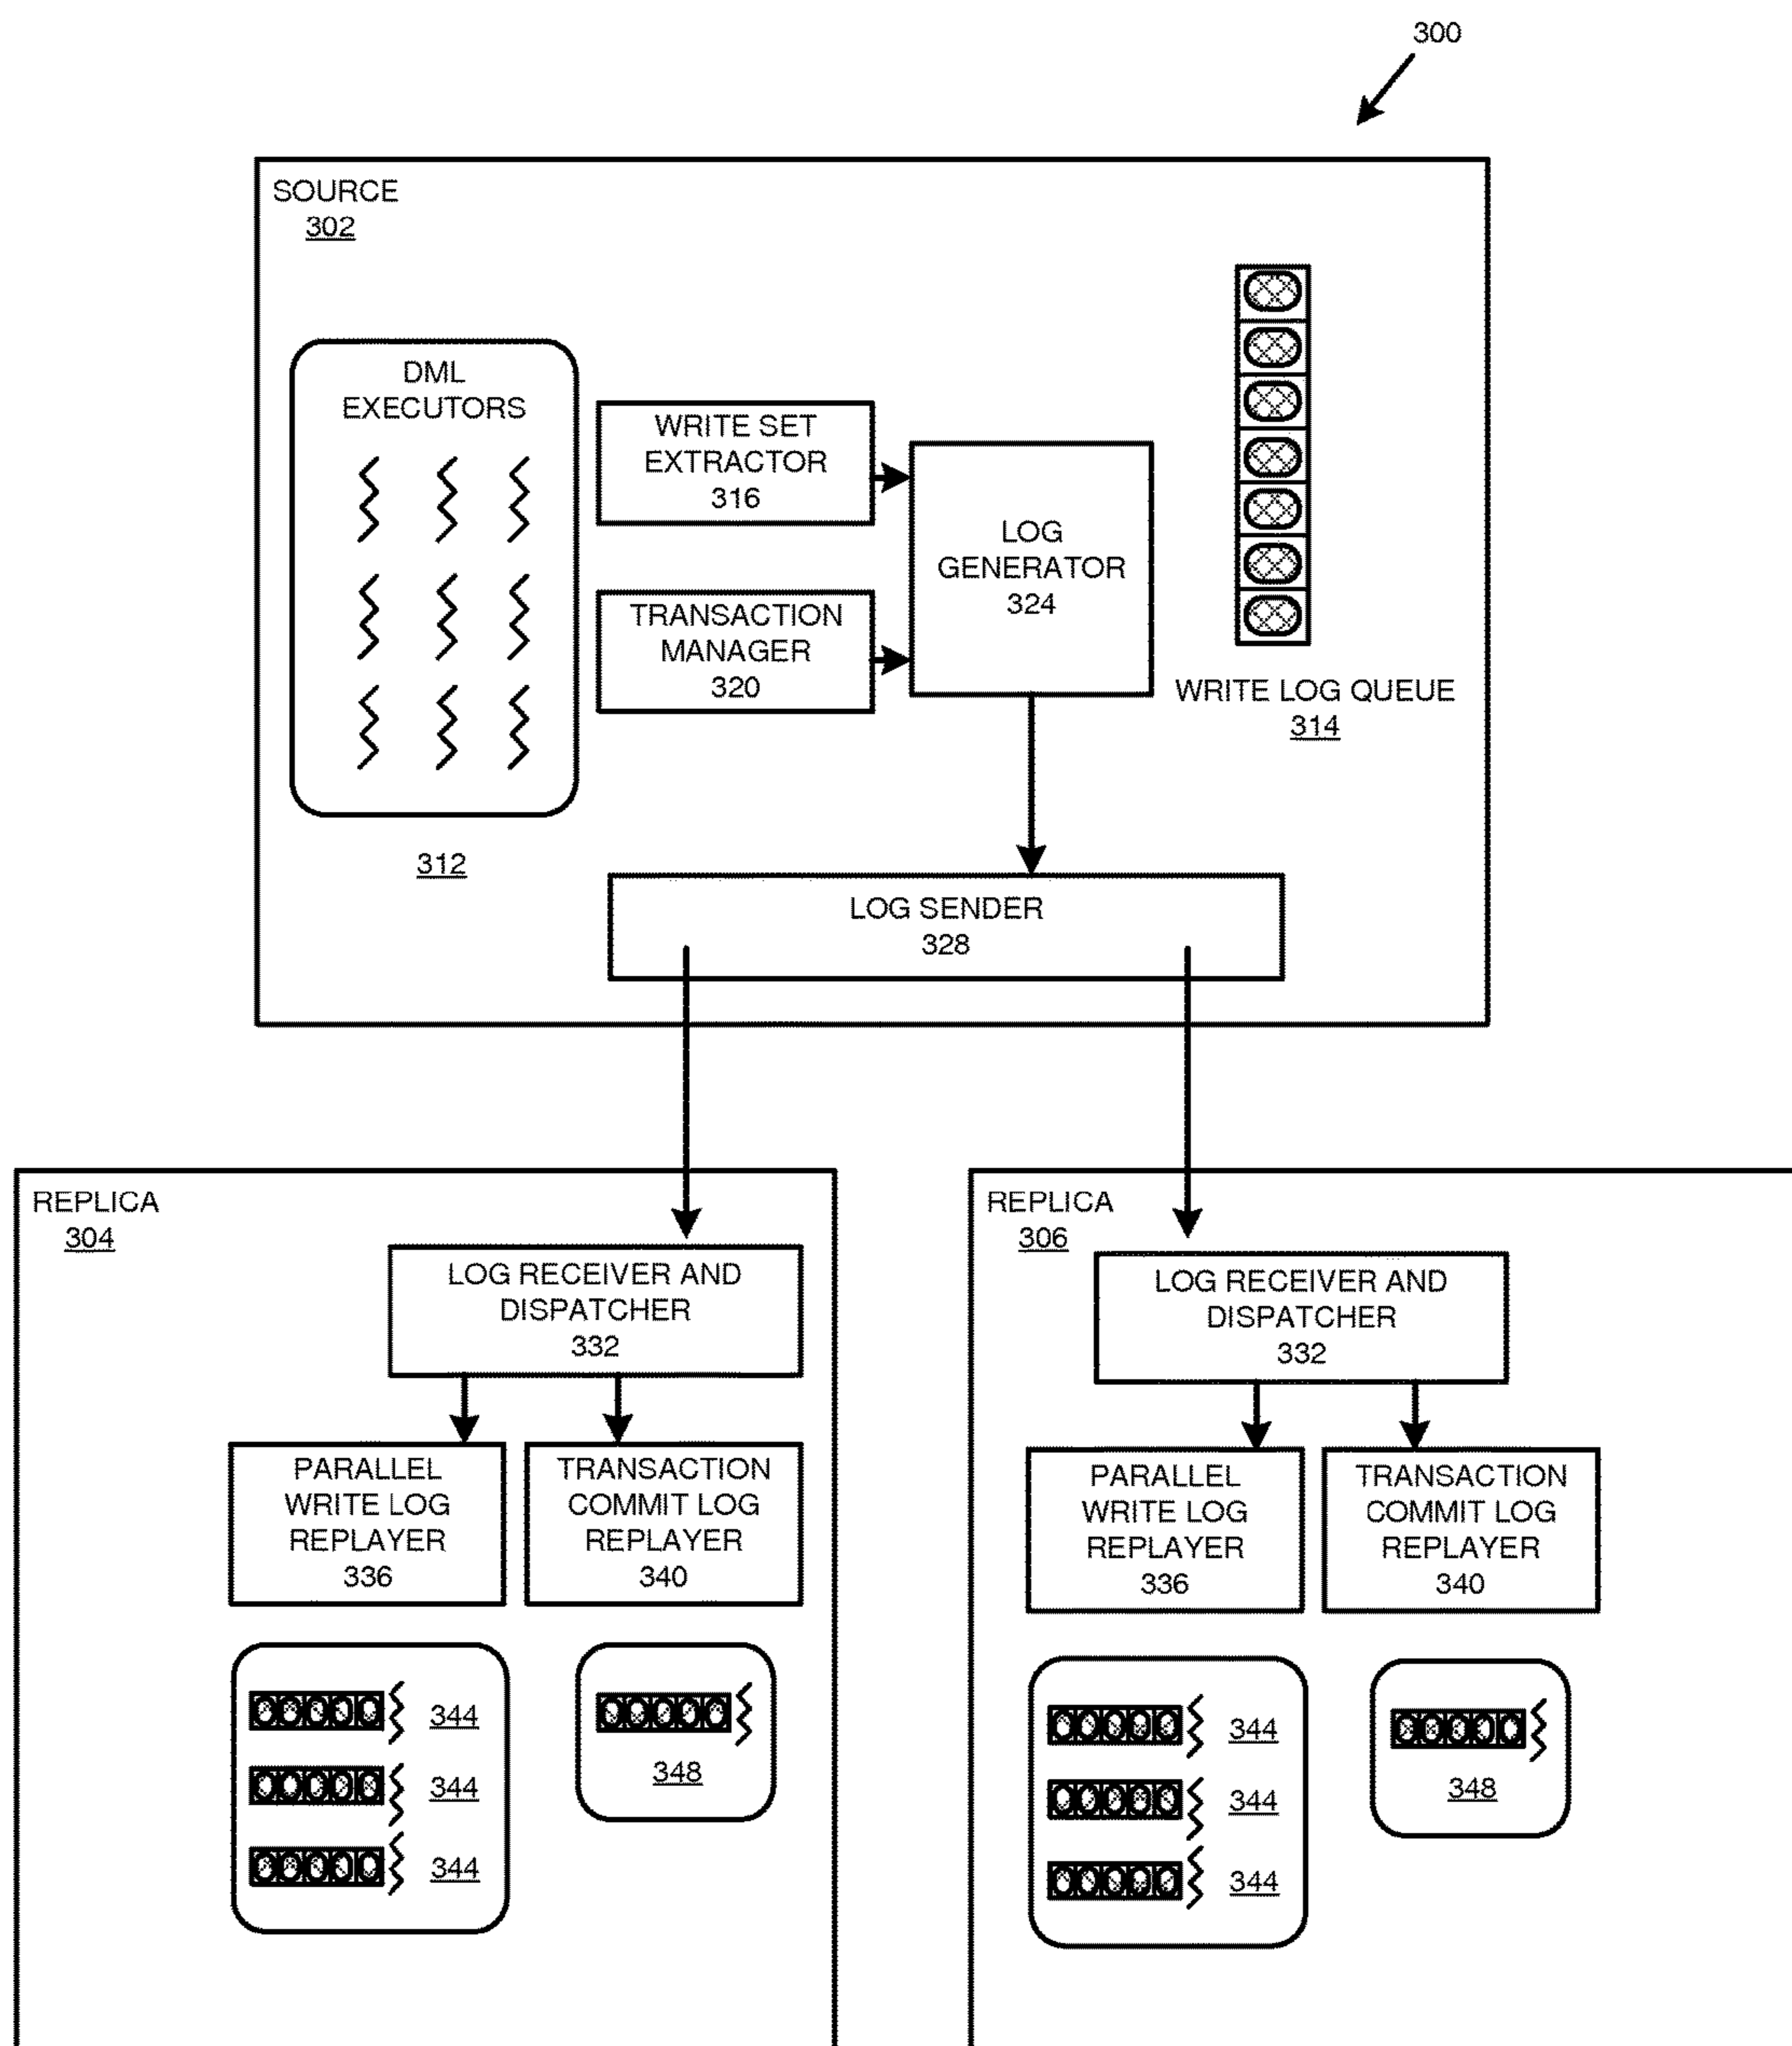 300
SOURCE
302
DML
EXECUTORS
312
WRITE SET
EXTRACTOR
316
TRANSACTION
MANAGER
320
LOG
GENERATOR
324
WRITE LOG QUEUE
314
LOG SENDER
328
REPLICA
304
LOG RECEIVER AND
DISPATCHER
332
PARALLEL
WRITE LOG
REPLAYER
336
TRANSACTION
COMMIT LOG
REPLAYER
340
344
344
344
348
REPLICA
306
LOG RECEIVER AND
DISPATCHER
332
PARALLEL
WRITE LOG
REPLAYER
336
TRANSACTION
COMMIT LOG
REPLAYER
340
344
344
344
348